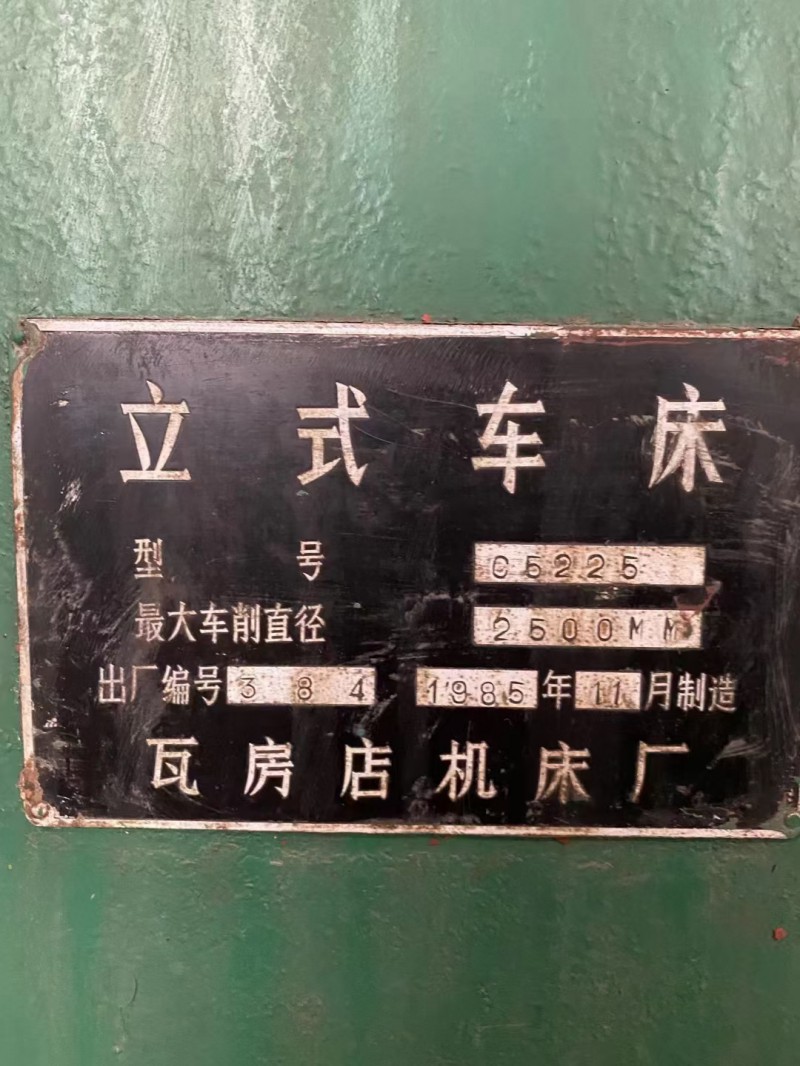 立式车床
型号 C5225
最大车削直径 2500MM
出厂编号 384 1985年11月制造
瓦房店机床厂